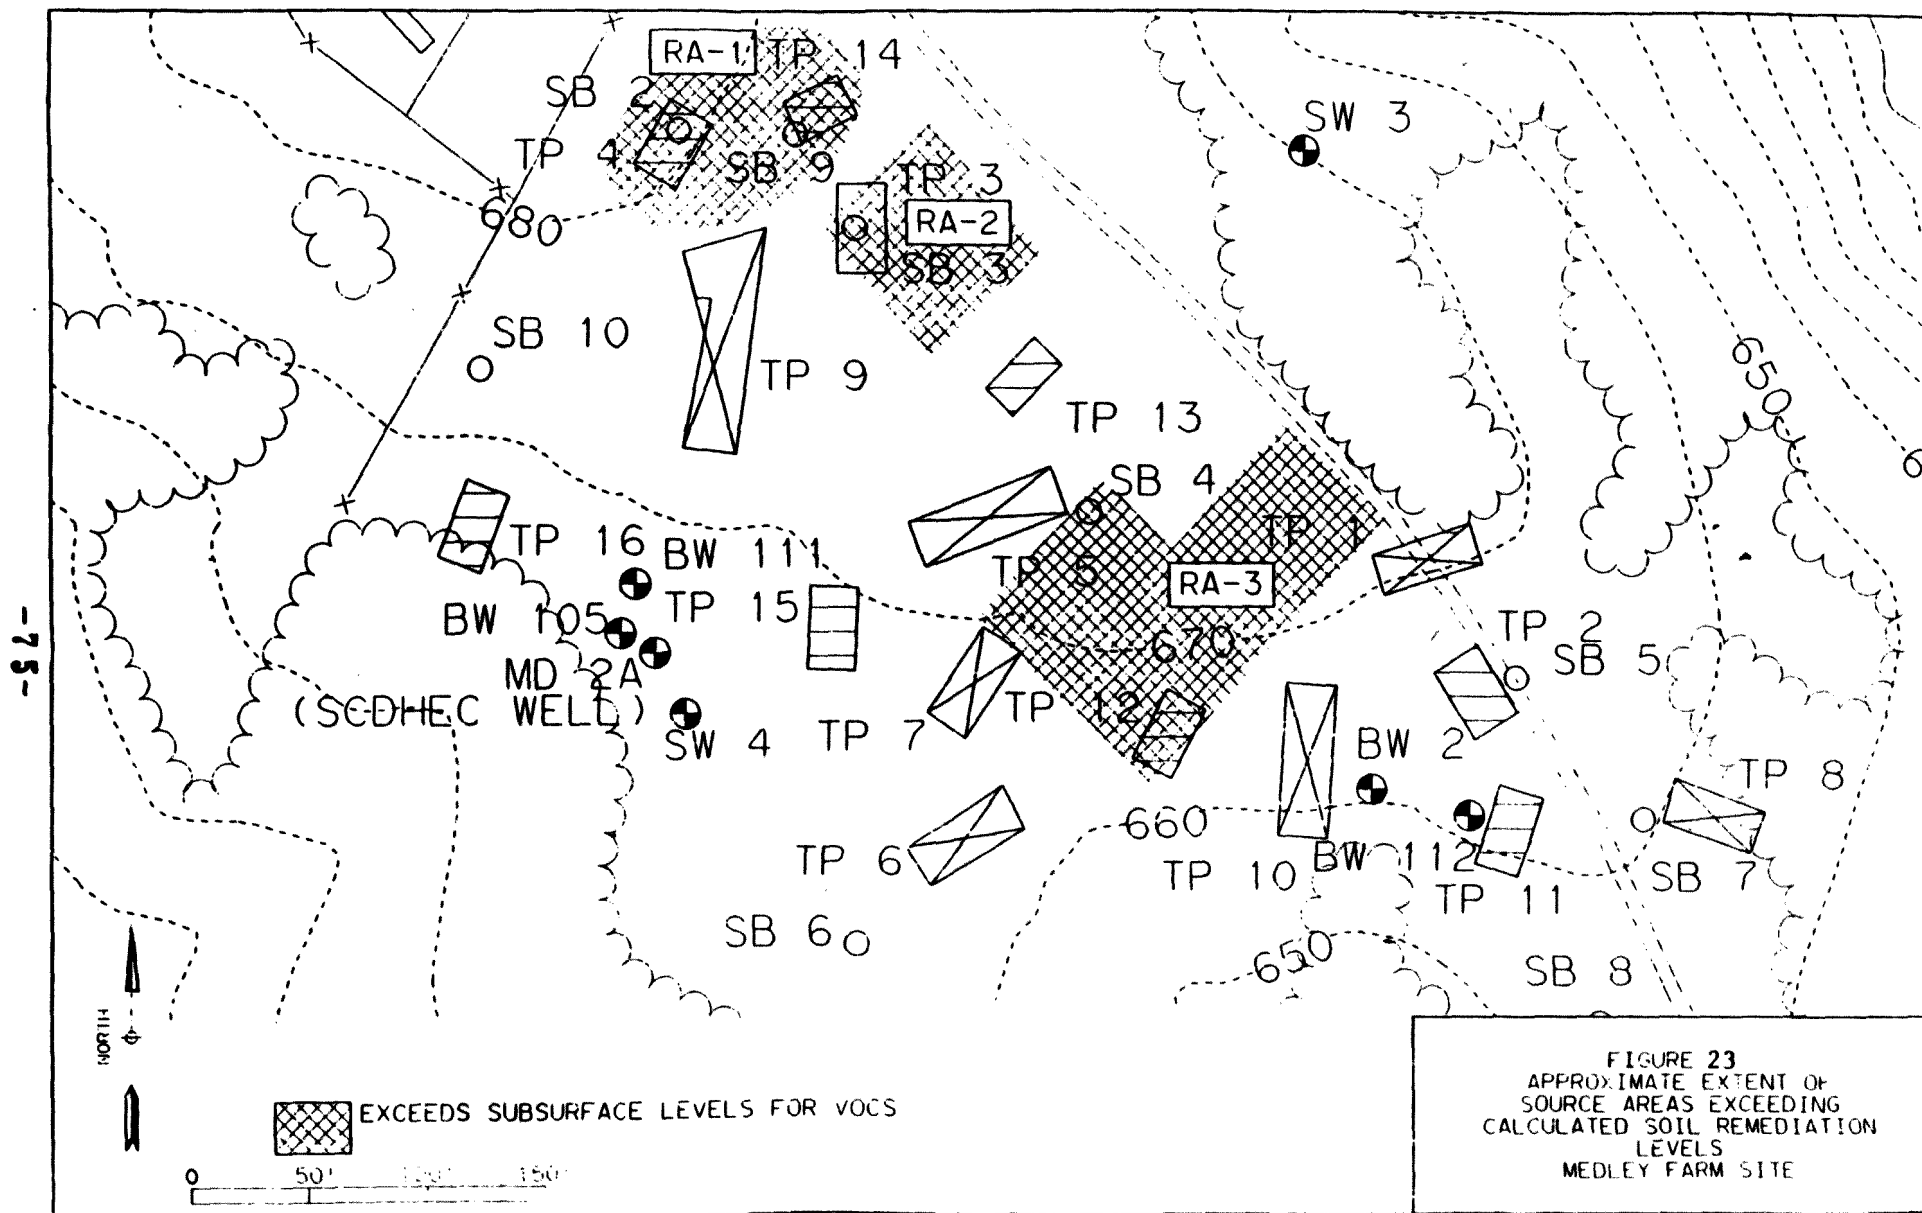 RA-1
TP 14
SB 2
SW 3
TP 4
SB 9
TP 3
680
RA-2
SB 3
SB 10
TP 9
650
TP 13
6
SB 4
TP 16
BW 111
TP 1
TP 5
RA-3
TP 15
BW 105
TP 2
670
SB 5
MD 2A
(SCDHEC WELL)
TP 12
SW 4
TP 7
BW 2
TP 8
660
TP 6
TP 10
BW 112
SB 7
TP 11
SB 6
650
SB 8
-75-
NORTH
EXCEEDS SUBSURFACE LEVELS FOR VOCS
0 50' 100' 150'
FIGURE 23
APPROXIMATE EXTENT OF
SOURCE AREAS EXCEEDING
CALCULATED SOIL REMEDIATION
LEVELS
MEDLEY FARM SITE